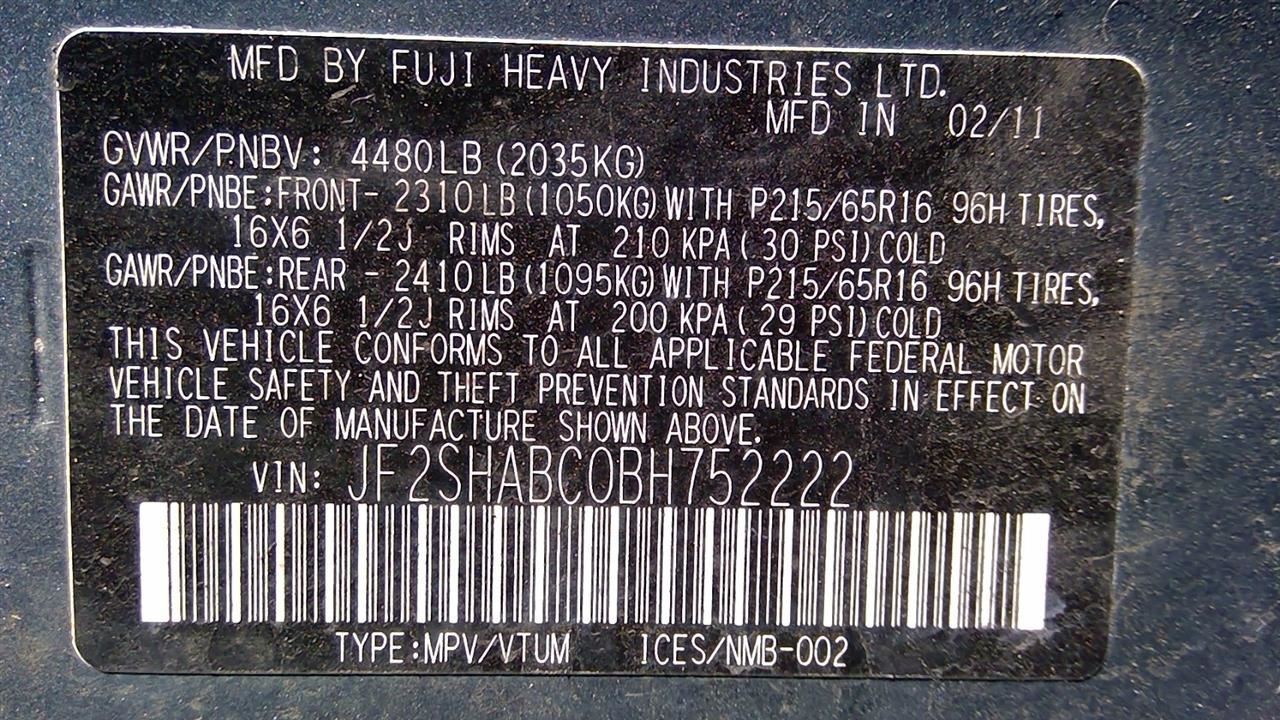 MFD BY FUJI HEAVY INDUSTRIES LTD.
MFD IN 02/11
GVWR/PNBV: 4480LB (2035KG)
GAWR/PNBE:FRONT- 2310LB (1050KG) WITH P215/65R16 96H TIRES,
16X6 1/2J RIMS AT 210 KPA ( 30 PSI) COLD
GAWR/PNBE:REAR - 2410LB (1095KG) WITH P215/65R16 96H TIRES,
16X6 1/2J RIMS AT 200 KPA ( 29 PSI) COLD
THIS VEHICLE CONFORMS TO ALL APPLICABLE FEDERAL MOTOR
VEHICLE SAFETY AND THEFT PREVENTION STANDARDS IN EFFECT ON
THE DATE OF MANUFACTURE SHOWN ABOVE.
VIN: JF2SHABC0BH752222
TYPE:MPV/VTUM ICES/NMB-002